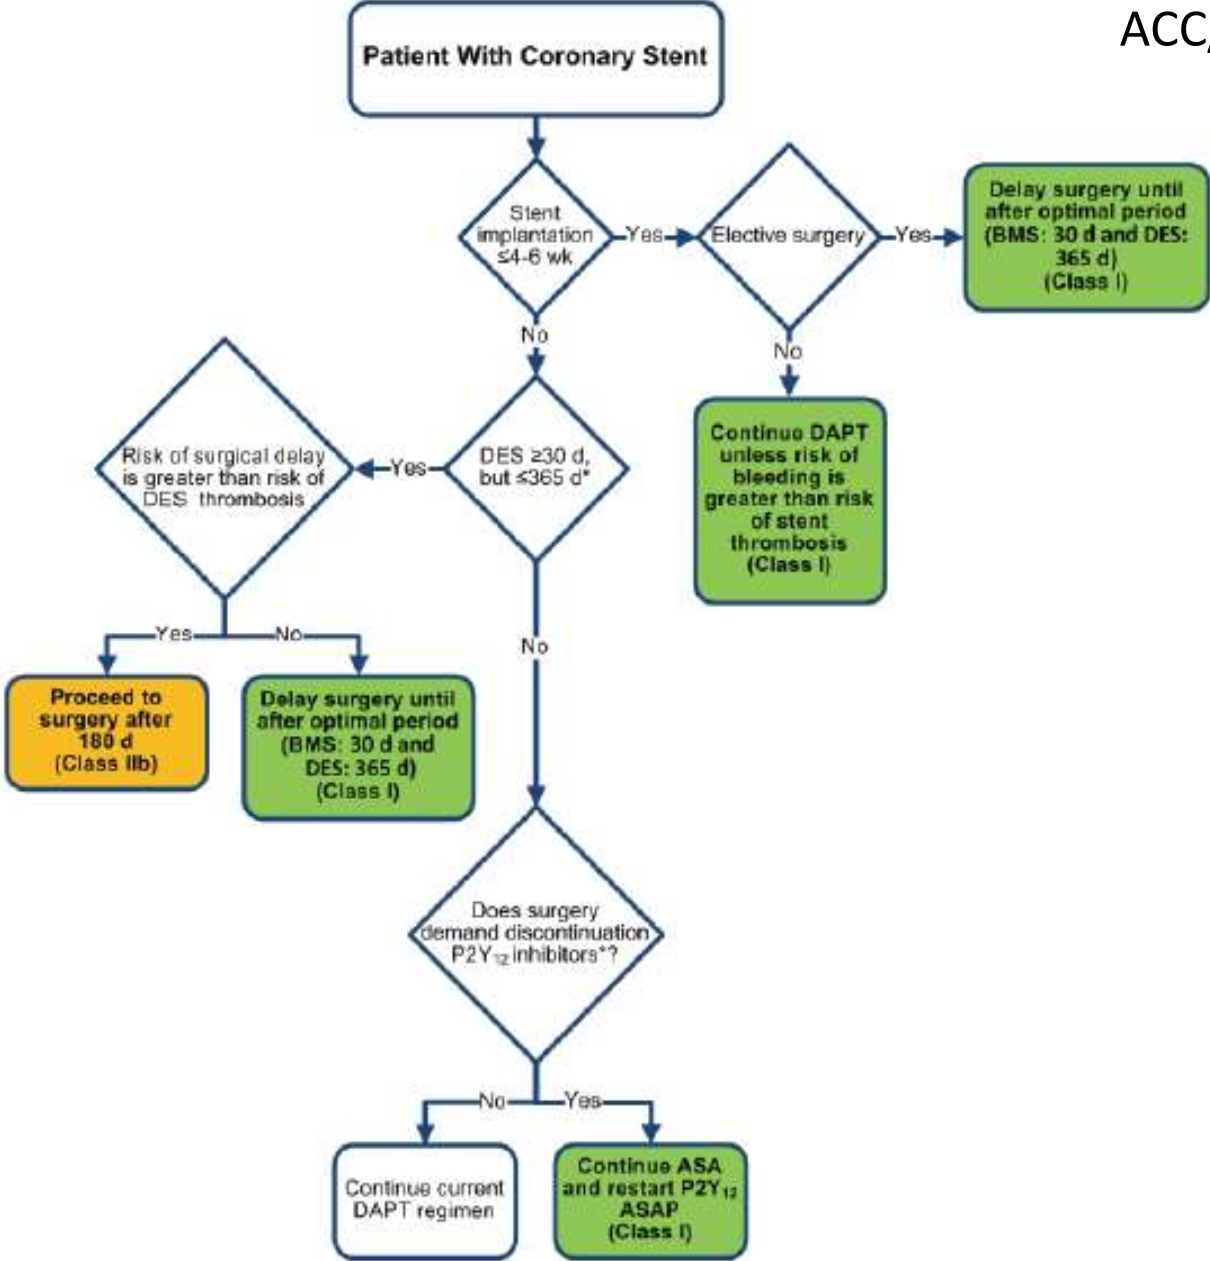 ACC/
Patient With Coronary Stent
Stent
implantation
≤4-6 wk
Yes
Elective surgery
Yes
Delay surgery until
after optimal period
(BMS: 30 d and DES:
365 d)
(Class I)
No
No
Continue DAPT
unless risk of
bleeding is
greater than risk
of stent
thrombosis
(Class I)
DES ≥30 d,
but ≤365 d*
Yes
Risk of surgical delay
is greater than risk of
DES thrombosis
Yes
No
Proceed to
surgery after
180 d
(Class IIb)
Delay surgery until
after optimal period
(BMS: 30 d and
DES: 365 d)
(Class I)
No
Does surgery
demand discontinuation
P2Y₁₂ inhibitors*?
No
Yes
Continue current
DAPT regimen
Continue ASA
and restart P2Y₁₂
ASAP
(Class I)